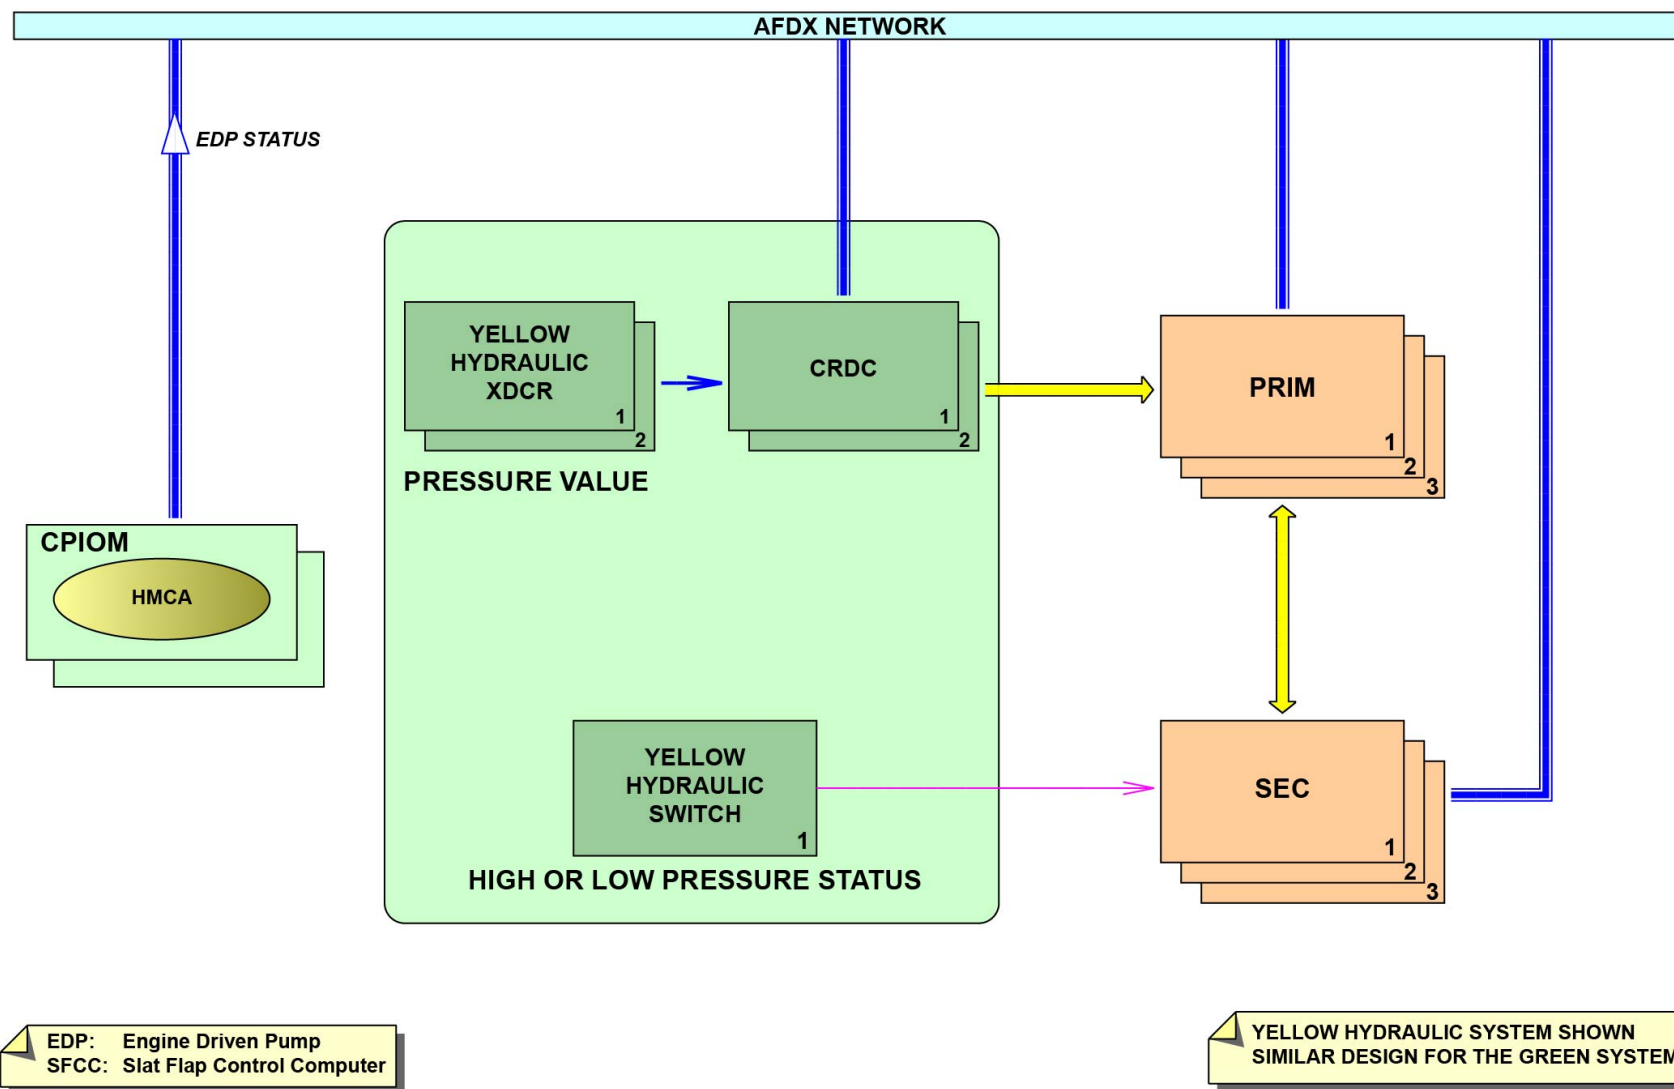 AFDX NETWORK
EDP STATUS
YELLOW
HYDRAULIC
XDCR
1
2
PRESSURE VALUE
CRDC
1
2
PRIM
1
2
3
CPIOM
HMCA
YELLOW
HYDRAULIC
SWITCH
1
HIGH OR LOW PRESSURE STATUS
SEC
1
2
3
EDP: Engine Driven Pump
SFCC: Slat Flap Control Computer
YELLOW HYDRAULIC SYSTEM SHOWN
SIMILAR DESIGN FOR THE GREEN SYSTEM